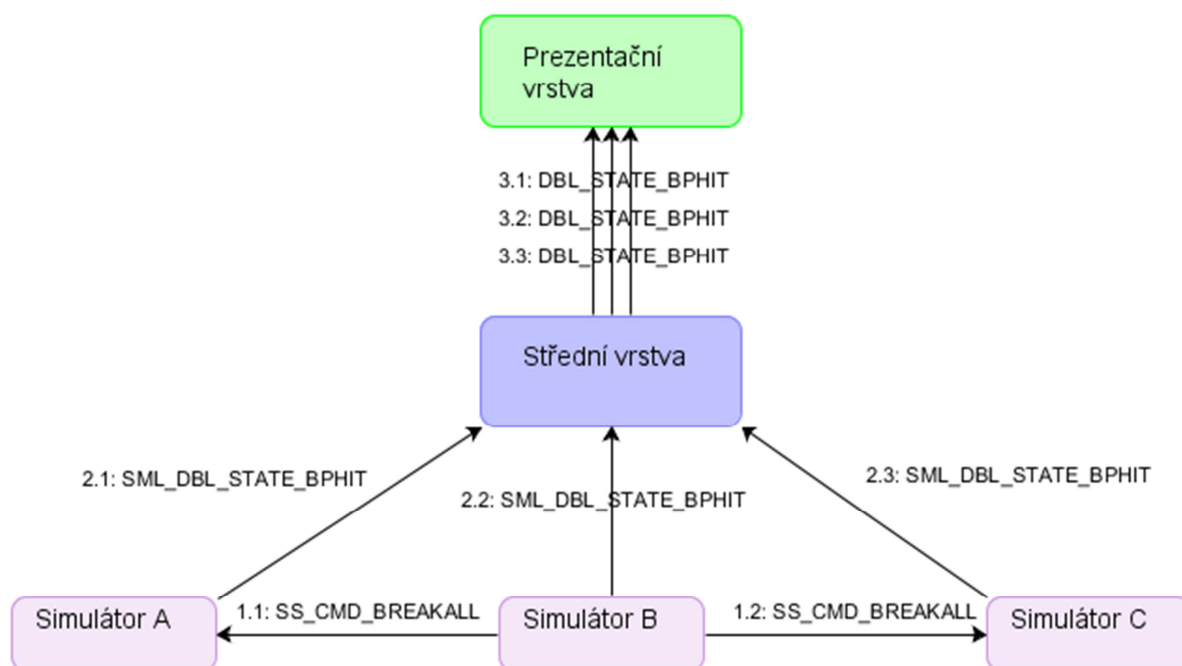 Prezentační
vrstva
3.1: DBL_STATE_BPHIT
3.2: DBL_STATE_BPHIT
3.3: DBL_STATE_BPHIT
Střední vrstva
2.1: SML_DBL_STATE_BPHIT
2.2: SML_DBL_STATE_BPHIT
2.3: SML_DBL_STATE_BPHIT
Simulátor A
1.1: SS_CMD_BREAKALL
Simulátor B
1.2: SS_CMD_BREAKALL
Simulátor C